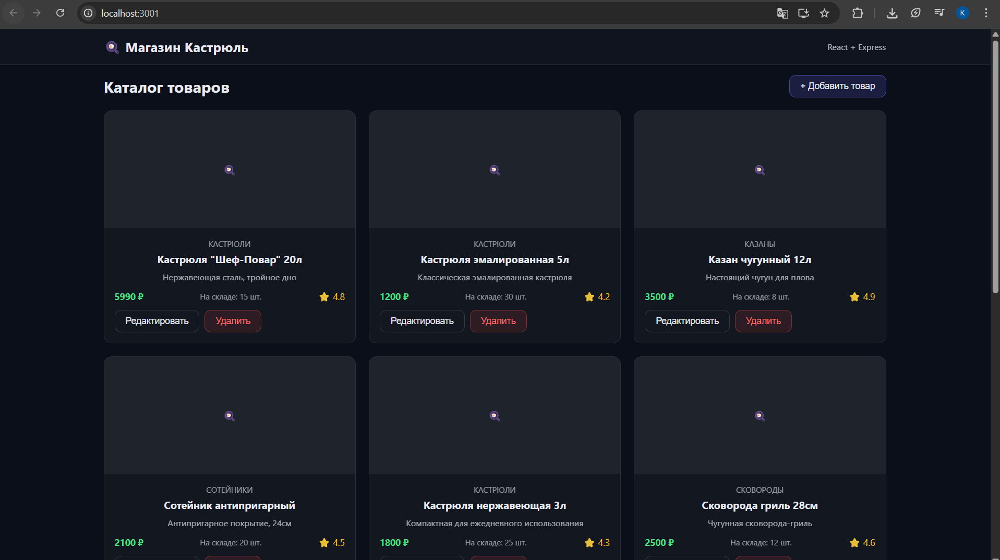 localhost:3001
K
Магазин Кастрюль
React + Express
Каталог товаров
+ Добавить товар
КАСТРЮЛИ
Кастрюля "Шеф-Повар" 20л
Нержавеющая сталь, тройное дно
5990 ₽ На складе: 15 шт. 4.8
Редактировать Удалить
КАСТРЮЛИ
Кастрюля эмалированная 5л
Классическая эмалированная кастрюля
1200 ₽ На складе: 30 шт. 4.2
Редактировать Удалить
КАЗАНЫ
Казан чугунный 12л
Настоящий чугун для плова
3500 ₽ На складе: 8 шт. 4.9
Редактировать Удалить
СОТЕЙНИКИ
Сотейник антипригарный
Антипригарное покрытие, 24см
2100 ₽ На складе: 20 шт. 4.5
КАСТРЮЛИ
Кастрюля нержавеющая 3л
Компактная для ежедневного использования
1800 ₽ На складе: 25 шт. 4.3
СКОВОРОДЫ
Сковорода гриль 28см
Чугунная сковорода-гриль
2500 ₽ На складе: 12 шт. 4.6